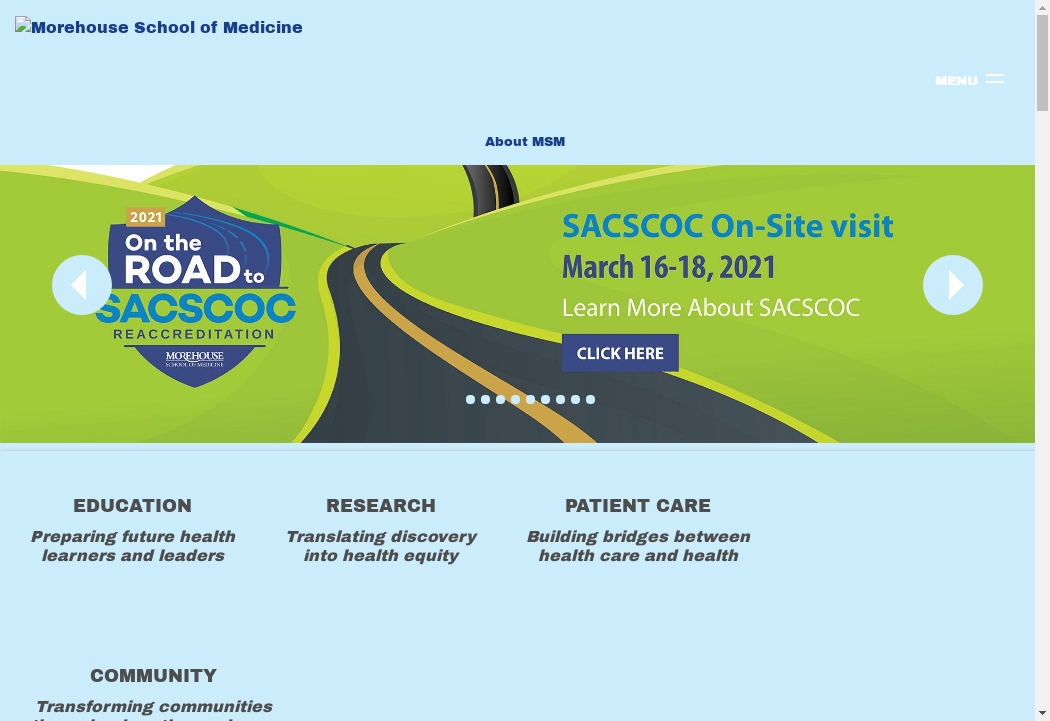 Morehouse School of Medicine
MENU
About MSM
2021
On the
ROAD to
SACSCOC
REACCREDITATION
MOREHOUSE
SCHOOL OF MEDICINE
SACSCOC On-Site visit
March 16-18, 2021
Learn More About SACSCOC
CLICK HERE
EDUCATION
Preparing future health
learners and leaders
RESEARCH
Translating discovery
into health equity
PATIENT CARE
Building bridges between
health care and health
COMMUNITY
Transforming communities